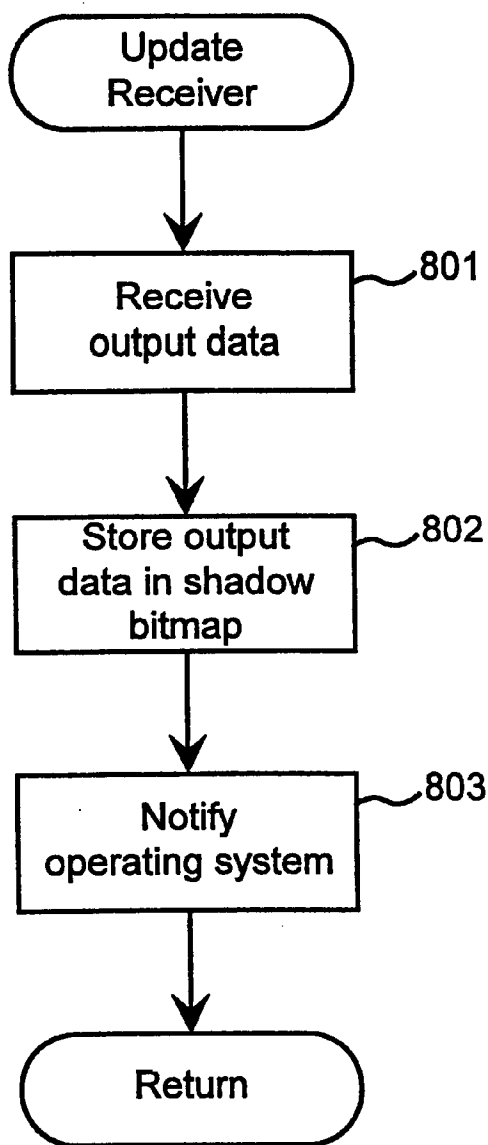 Update
Receiver
801
Receive
output data
802
Store output
data in shadow
bitmap
803
Notify
operating system
Return